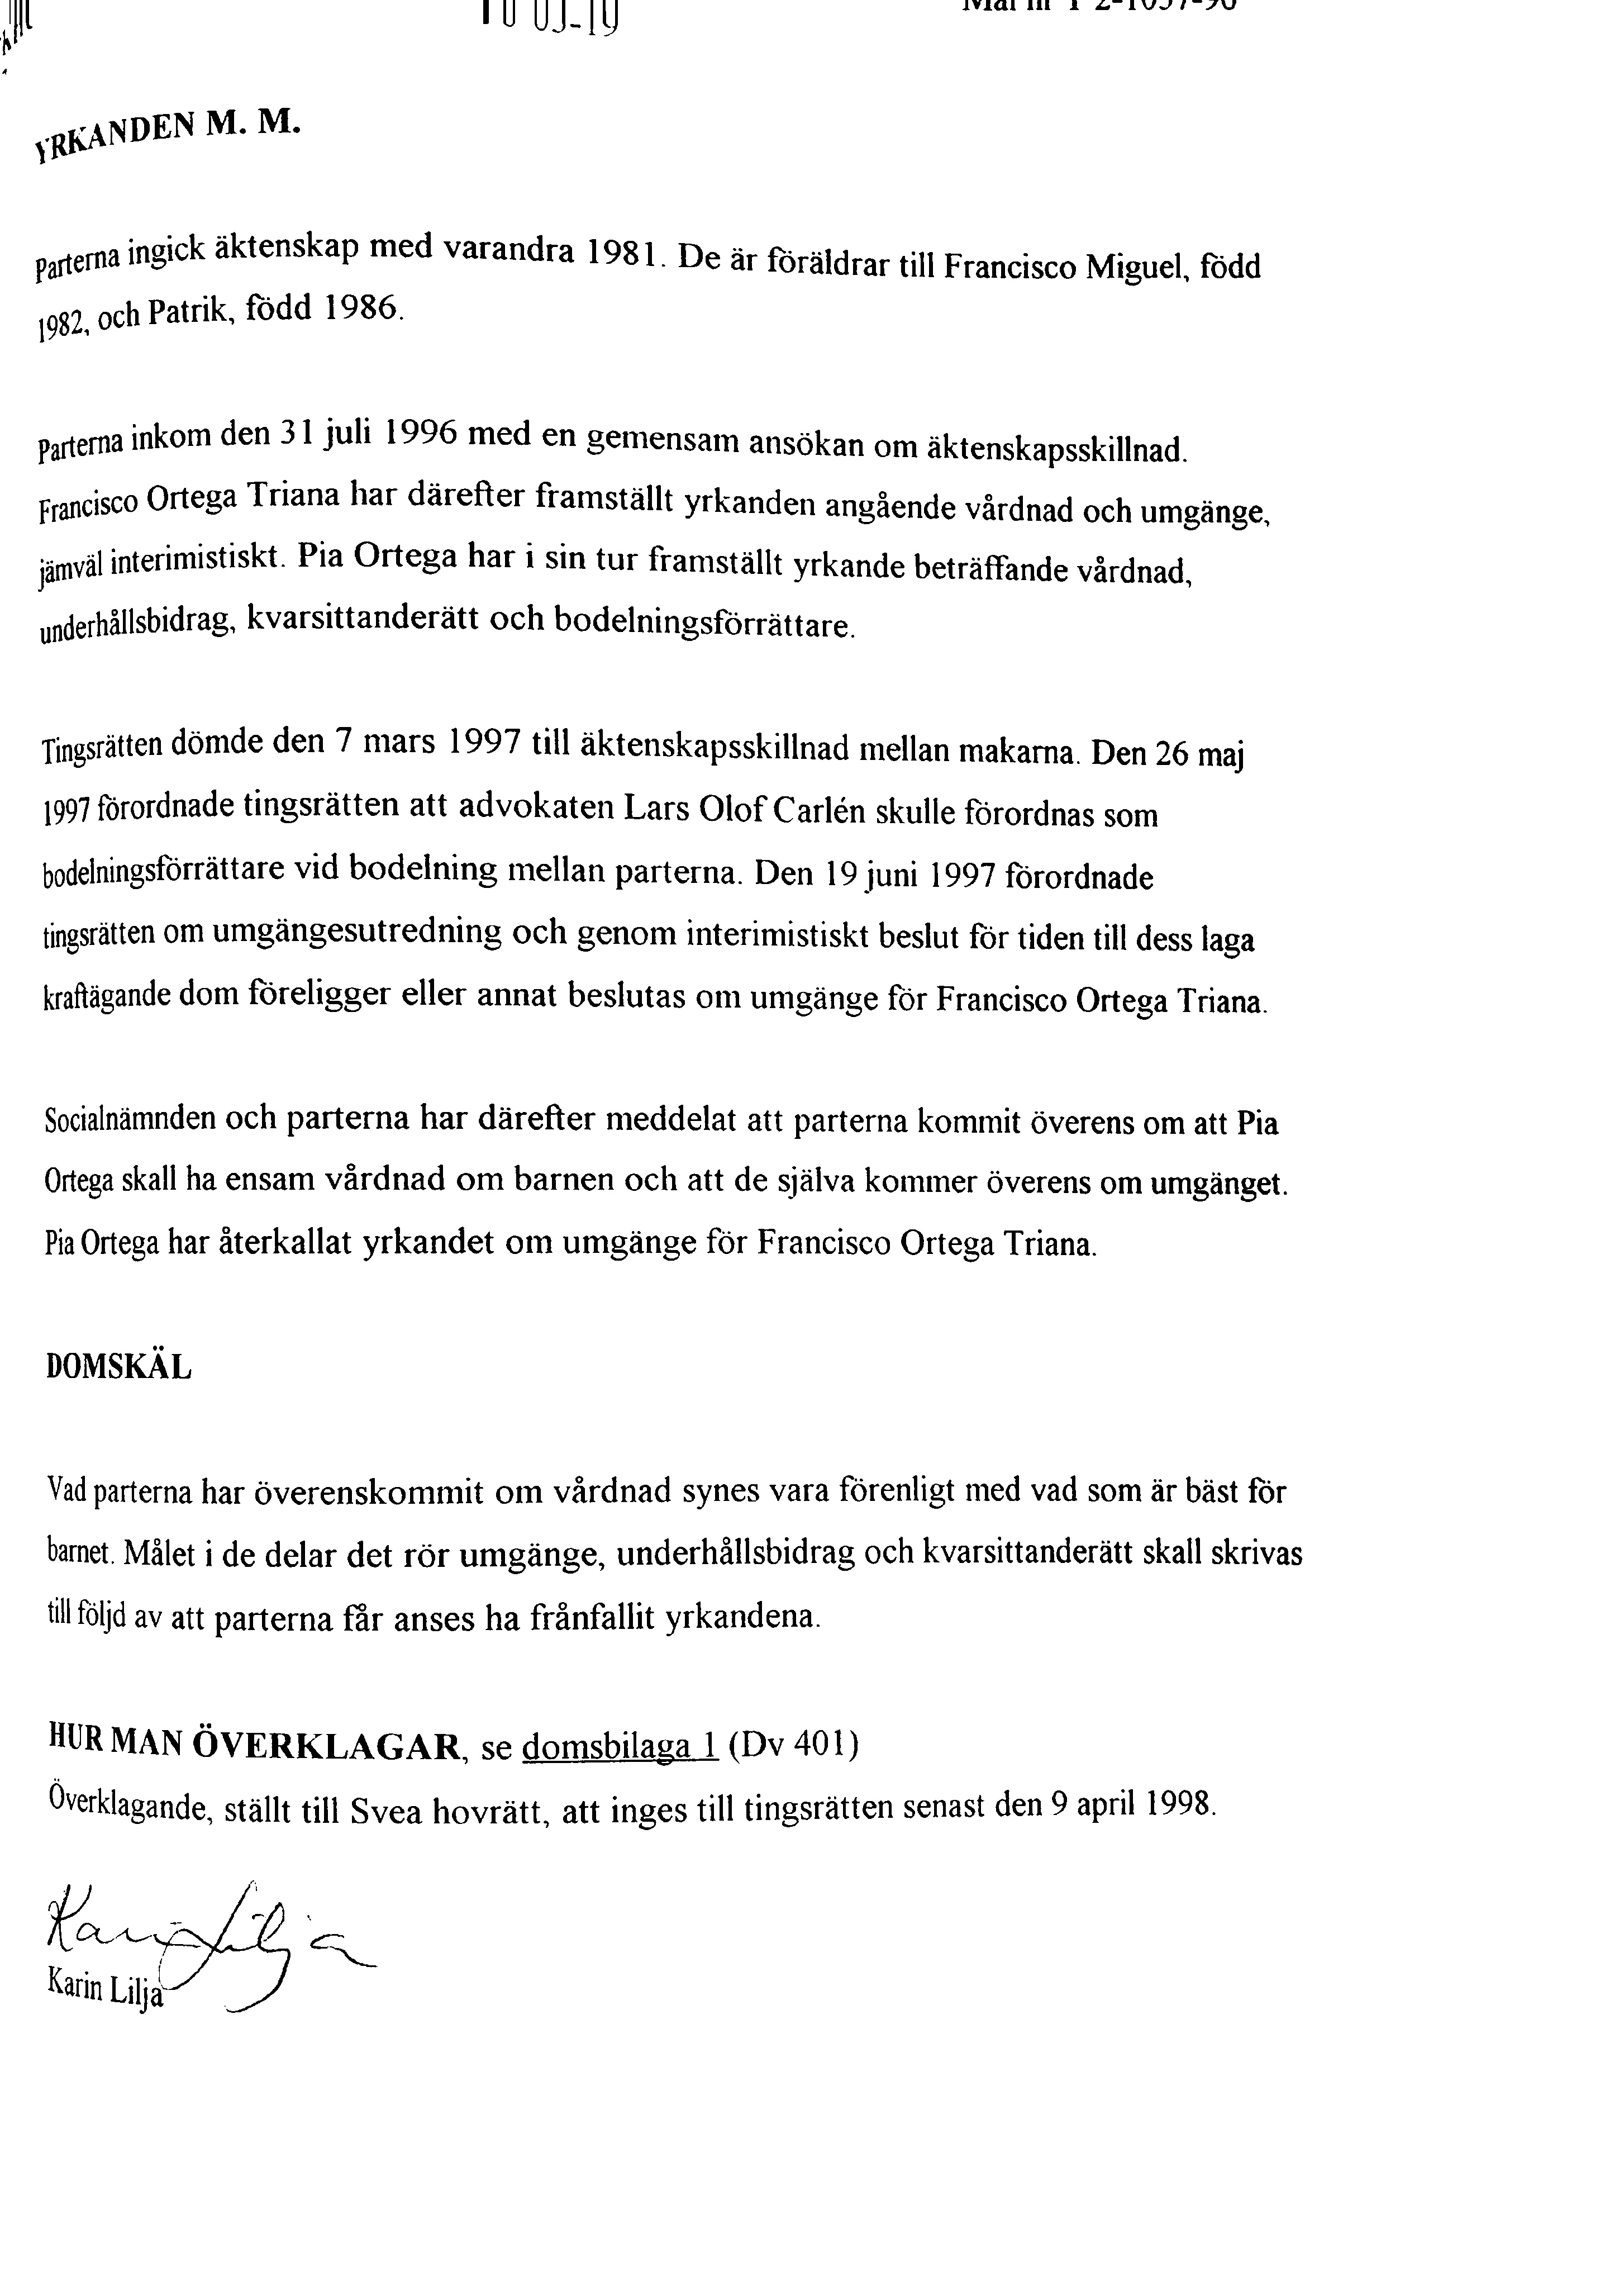 YRKANDEN M. M.
Parterna ingick äktenskap med varandra 1981. De är föräldrar till Francisco Miguel, född
1982, och Patrik, född 1986.
Parterna inkom den 31 juli 1996 med en gemensam ansökan om äktenskapsskillnad.
Francisco Ortega Triana har därefter framställt yrkanden angående vårdnad och umgänge,
jämväl interimistiskt. Pia Ortega har i sin tur framställt yrkande beträffande vårdnad,
underhållsbidrag, kvarsittanderätt och bodelningsförrättare.
Tingsrätten dömde den 7 mars 1997 till äktenskapsskillnad mellan makarna. Den 26 maj
1997 förordnade tingsrätten att advokaten Lars Olof Carlén skulle förordnas som
bodelningsförrättare vid bodelning mellan parterna. Den 19 juni 1997 förordnade
tingsrätten om umgängesutredning och genom interimistiskt beslut för tiden till dess laga
kraftägande dom föreligger eller annat beslutas om umgänge för Francisco Ortega Triana.
Socialnämnden och parterna har därefter meddelat att parterna kommit överens om att Pia
Ortega skall ha ensam vårdnad om barnen och att de själva kommer överens om umgänget.
Pia Ortega har återkallat yrkandet om umgänge för Francisco Ortega Triana.
DOMSKÄL
Vad parterna har överenskommit om vårdnad synes vara förenligt med vad som är bäst för
barnet. Målet i de delar det rör umgänge, underhållsbidrag och kvarsittanderätt skall skrivas
till följd av att parterna får anses ha frånfallit yrkandena.
HUR MAN ÖVERKLAGAR, se domsbilaga 1 (Dv 401)
Överklagande, ställt till Svea hovrätt, att inges till tingsrätten senast den 9 april 1998.
Karin Lilja
Karin Lilja